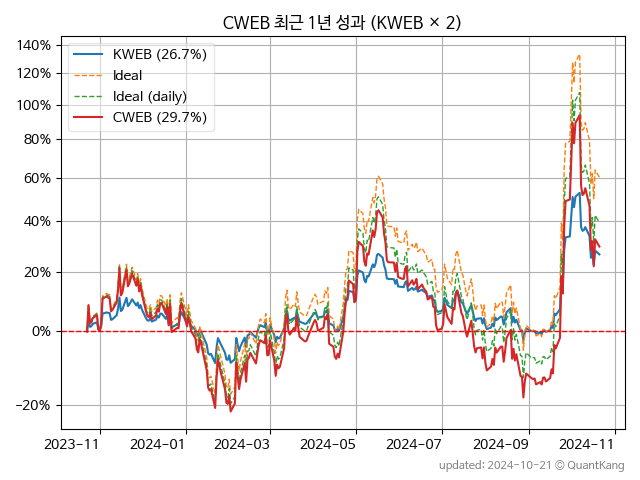 CWEB 최근 1년 성과 (KWEB × 2)
140%
120%
100%
80%
60%
40%
20%
0%
−20%
KWEB (26.7%)
Ideal
Ideal (daily)
CWEB (29.7%)
2023-11 2024-01 2024-03 2024-05 2024-07 2024-09 2024-11
updated: 2024-10-21 © QuantKang